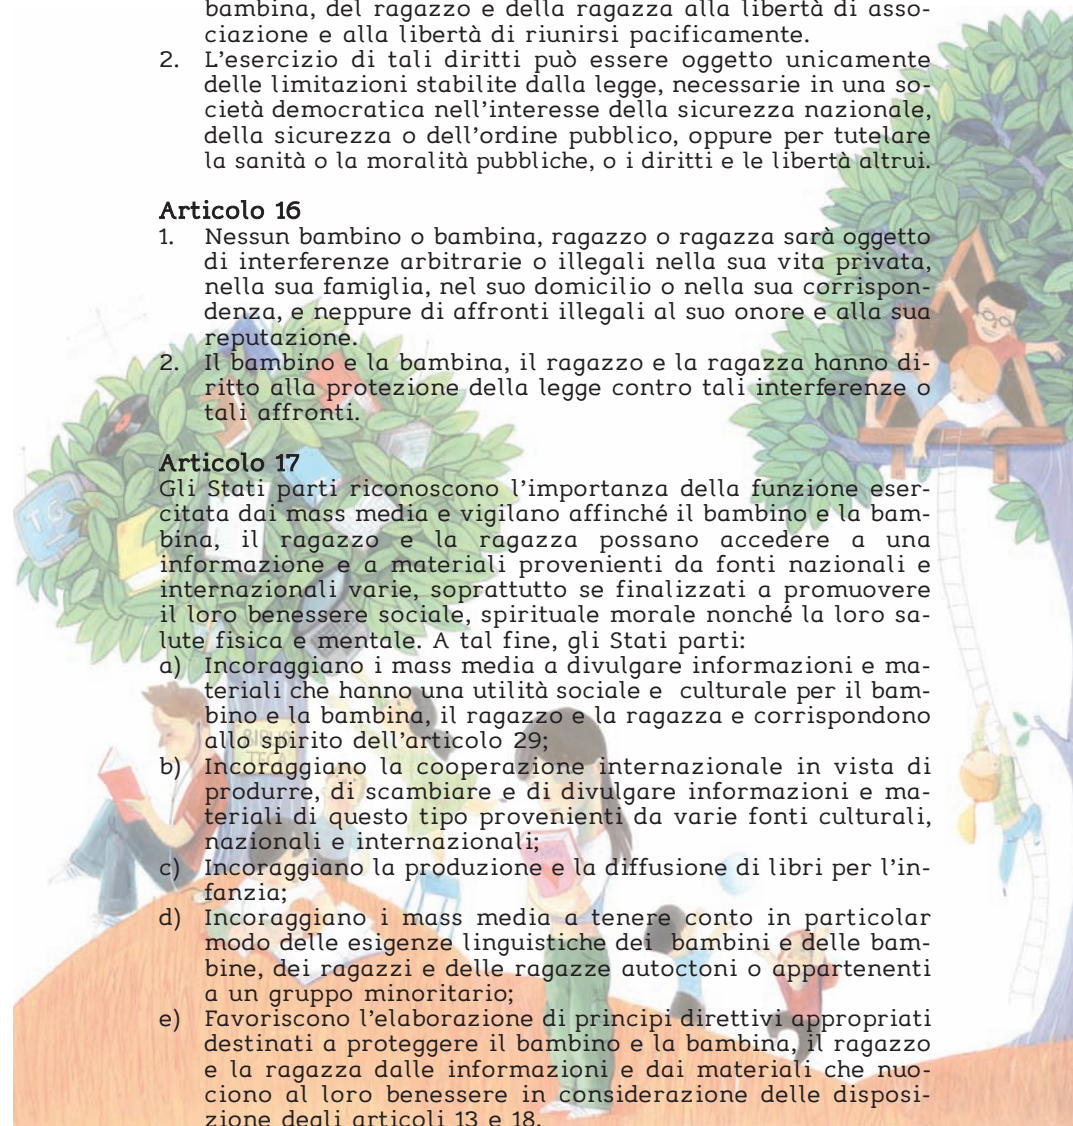 bambina, del ragazzo e della ragazza alla libertà di asso-
ciazione e alla libertà di riunirsi pacificamente.
2. L'esercizio di tali diritti può essere oggetto unicamente
delle limitazioni stabilite dalla legge, necessarie in una so-
cietà democratica nell'interesse della sicurezza nazionale,
della sicurezza o dell'ordine pubblico, oppure per tutelare
la sanità o la moralità pubbliche, o i diritti e le libertà altrui.
Articolo 16
1. Nessun bambino o bambina, ragazzo o ragazza sarà oggetto
di interferenze arbitrarie o illegali nella sua vita privata,
nella sua famiglia, nel suo domicilio o nella sua corrispon-
denza, e neppure di affronti illegali al suo onore e alla sua
reputazione.
2. Il bambino e la bambina, il ragazzo e la ragazza hanno di-
ritto alla protezione della legge contro tali interferenze o
tali affronti.
Articolo 17
Gli Stati parti riconoscono l'importanza della funzione eser-
citata dai mass media e vigilano affinché il bambino e la bam-
bina, il ragazzo e la ragazza possano accedere a una
informazione e a materiali provenienti da fonti nazionali e
internazionali varie, soprattutto se finalizzati a promuovere
il loro benessere sociale, spirituale morale nonché la loro sa-
lute fisica e mentale. A tal fine, gli Stati parti:
a) Incoraggiano i mass media a divulgare informazioni e ma-
teriali che hanno una utilità sociale e culturale per il bam-
bino e la bambina, il ragazzo e la ragazza e corrispondono
allo spirito dell'articolo 29;
b) Incoraggiano la cooperazione internazionale in vista di
produrre, di scambiare e di divulgare informazioni e ma-
teriali di questo tipo provenienti da varie fonti culturali,
nazionali e internazionali;
c) Incoraggiano la produzione e la diffusione di libri per l'in-
fanzia;
d) Incoraggiano i mass media a tenere conto in particolar
modo delle esigenze linguistiche dei bambini e delle bam-
bine, dei ragazzi e delle ragazze autoctoni o appartenenti
a un gruppo minoritario;
e) Favoriscono l'elaborazione di principi direttivi appropriati
destinati a proteggere il bambino e la bambina, il ragazzo
e la ragazza dalle informazioni e dai materiali che nuo-
ciono al loro benessere in considerazione delle disposi-
zione degli articoli 13 e 18.
TG
BIBLIO
TECA